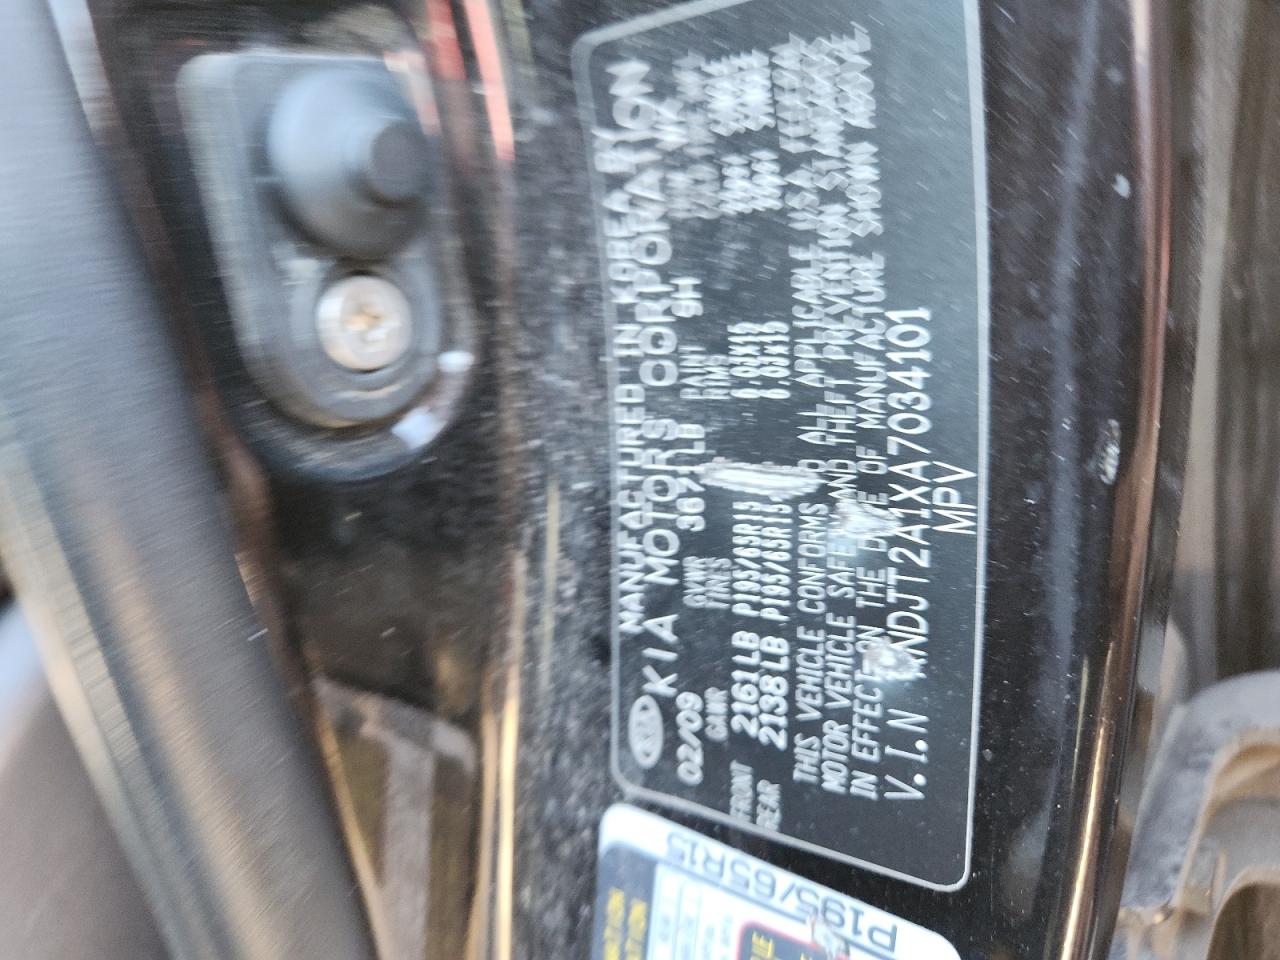 MANUFACTURED IN KOREA BY
KIA MOTORS CORPORATION
02/09 GVWR 3671LB PAINT 9H
GAWR TIRES RIMS
FRONT 2161LB P195/65R15 6.0Jx15
REAR 2138LB P195/65R15 6.0Jx15
THIS VEHICLE CONFORMS TO ALL APPLICABLE U.S.A. FEDERAL
MOTOR VEHICLE SAFETY AND THEFT PREVENTION STANDARDS
IN EFFECT ON THE DATE OF MANUFACTURE SHOWN ABOVE.
V.I.N KNDJT2A1XA7034101
MPV
P195/65R15